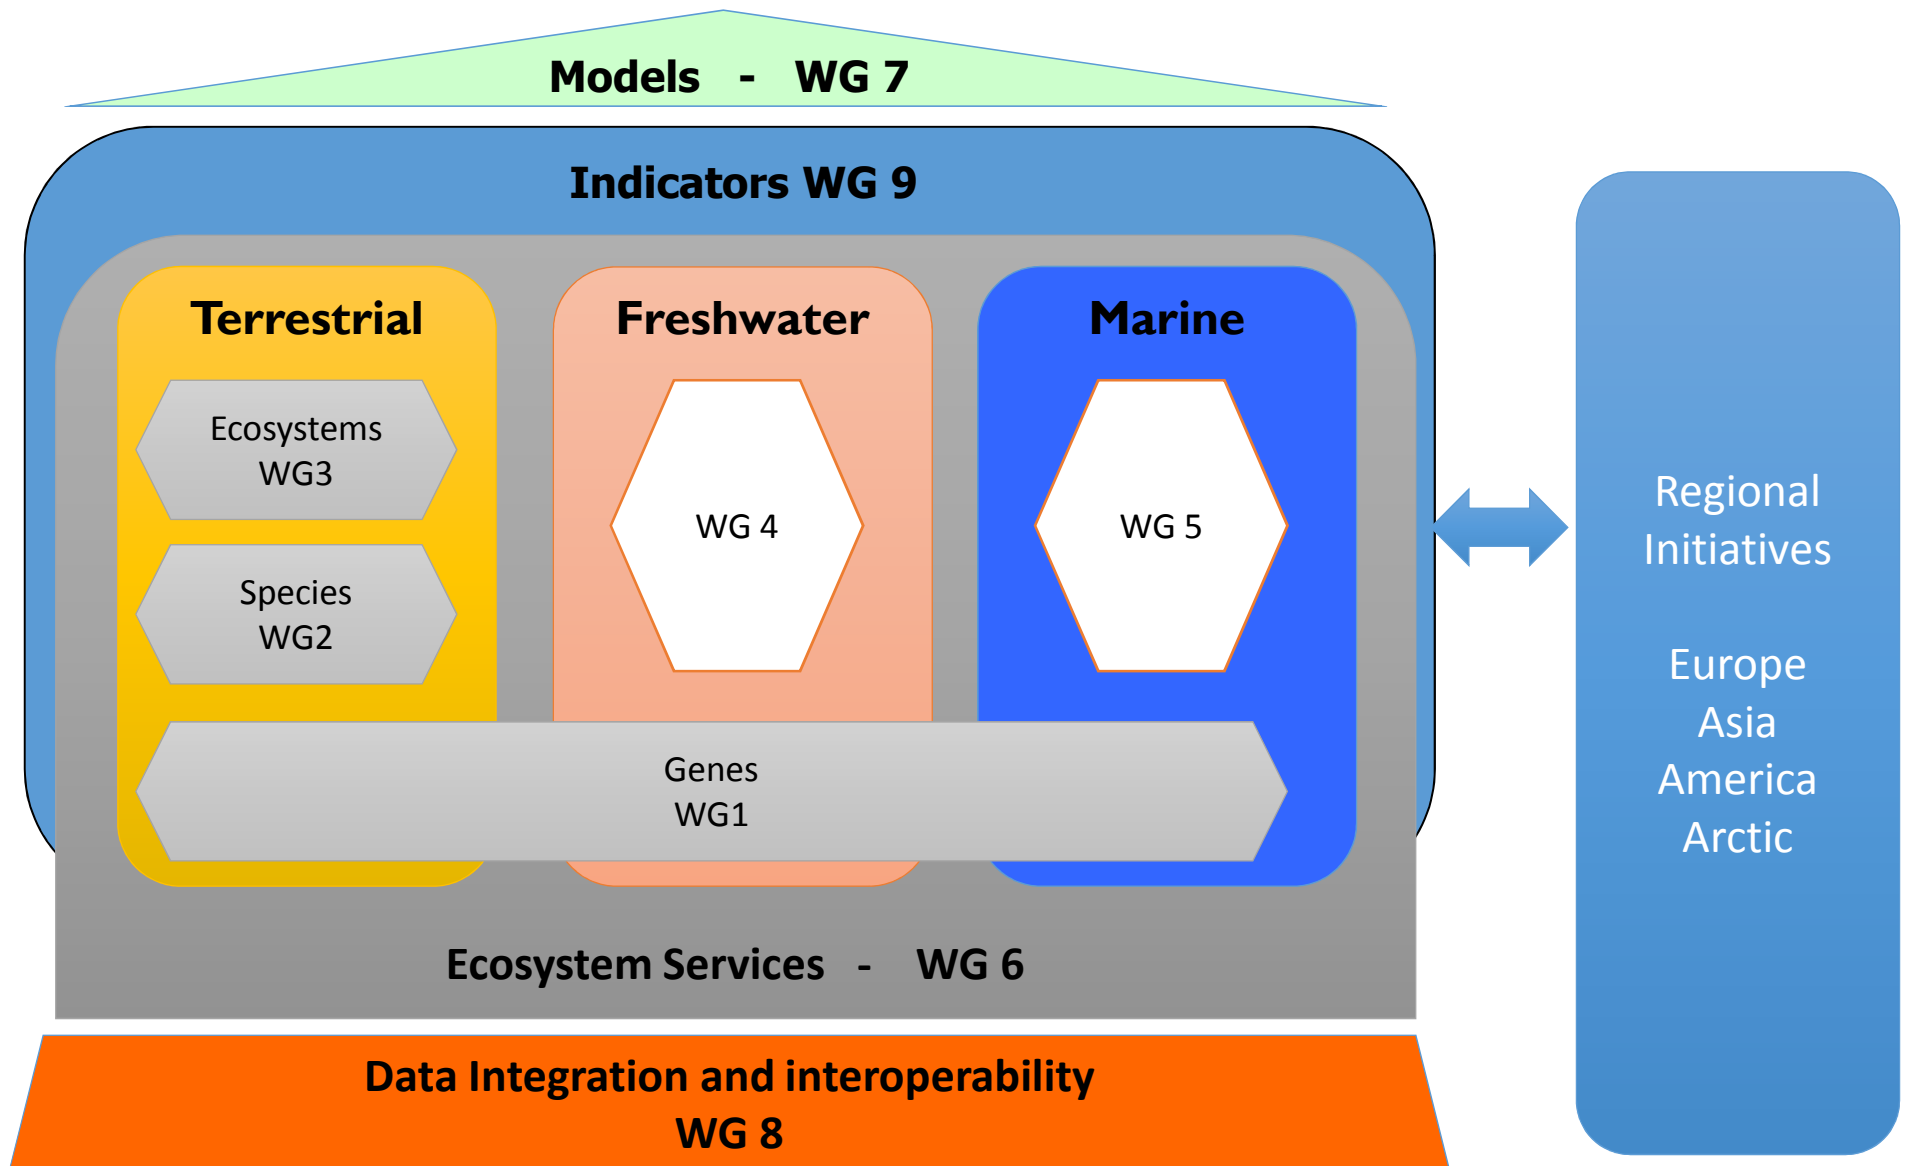 Models - WG 7
Indicators WG 9
Terrestrial
Freshwater
Marine
Ecosystems
WG3
Species
WG2
WG 4
WG 5
Genes
WG1
Ecosystem Services - WG 6
Data Integration and interoperability
WG 8
Regional
Initiatives
Europe
Asia
America
Arctic